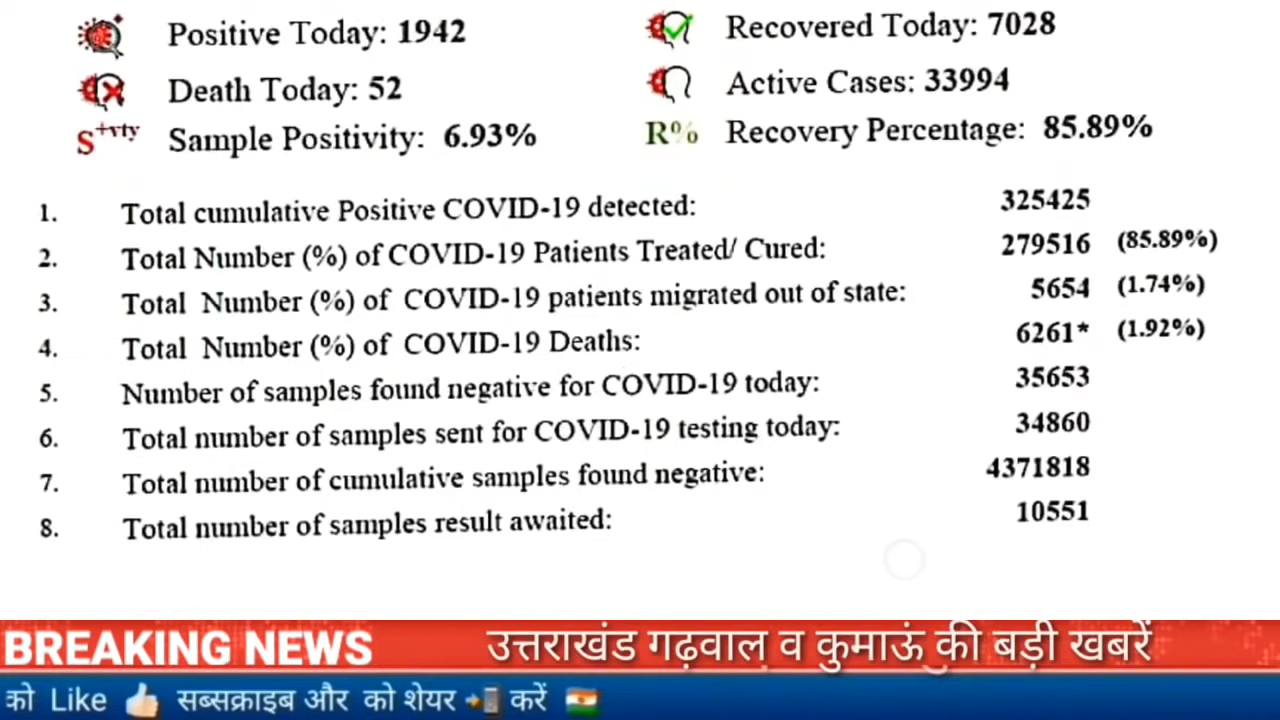 Positive Today: 1942 Recovered Today: 7028
Death Today: 52 Active Cases: 33994
S+vty Sample Positivity: 6.93% R% Recovery Percentage: 85.89%
1. Total cumulative Positive COVID-19 detected: 325425
2. Total Number (%) of COVID-19 Patients Treated/ Cured: 279516 (85.89%)
3. Total Number (%) of COVID-19 patients migrated out of state: 5654 (1.74%)
4. Total Number (%) of COVID-19 Deaths: 6261* (1.92%)
5. Number of samples found negative for COVID-19 today: 35653
6. Total number of samples sent for COVID-19 testing today: 34860
7. Total number of cumulative samples found negative: 4371818
8. Total number of samples result awaited: 10551
BREAKING NEWS उत्तराखंड गढ़वाल व कुमाऊं की बड़ी खबरें
को Like 👍🏻 सब्सक्राइब और को शेयर 📲 करें 🇮🇳